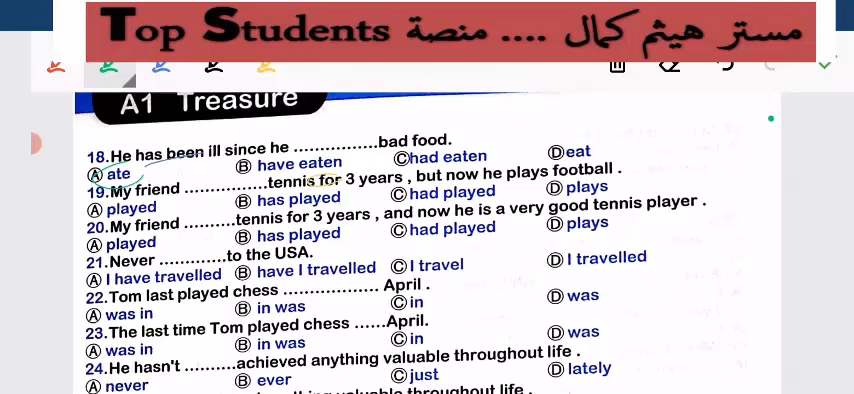 Top Students مستر هيثم كمال .... منصة
A1 Treasure
18.He has been ill since he ................bad food.
Ⓐ ate Ⓑ have eaten Ⓒhad eaten Ⓓeat
19.My friend ................tennis for 3 years , but now he plays football .
Ⓐ played Ⓑ has played Ⓒhad played Ⓓ plays
20.My friend ..........tennis for 3 years , and now he is a very good tennis player .
Ⓐ played Ⓑ has played Ⓒhad played Ⓓ plays
21.Never .............to the USA.
Ⓐ I have travelled Ⓑ have I travelled ⒸI travel Ⓓ I travelled
22.Tom last played chess .................. April .
Ⓐ was in Ⓑ in was Ⓒin Ⓓ was
23.The last time Tom played chess ......April.
Ⓐ was in Ⓑ in was Ⓒin Ⓓ was
24.He hasn't ..........achieved anything valuable throughout life .
Ⓐ never Ⓑ ever Ⓒjust Ⓓ lately
thing valuable throughout life .